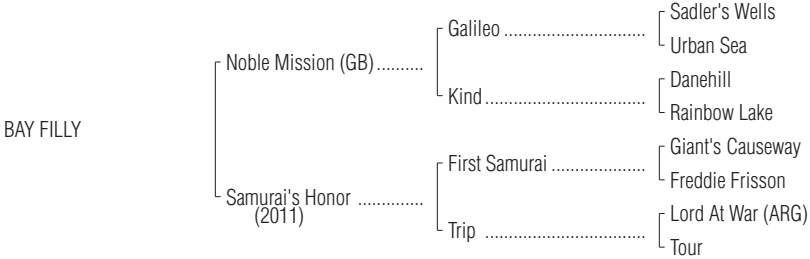 Sadler's Wells
Galileo ..............................
Urban Sea
Noble Mission (GB) ..........
Danehill
Kind ..................................
Rainbow Lake
BAY FILLY
Giant's Causeway
First Samurai ....................
Freddie Frisson
Samurai's Honor ..............
(2011)
Lord At War (ARG)
Trip ..................................
Tour